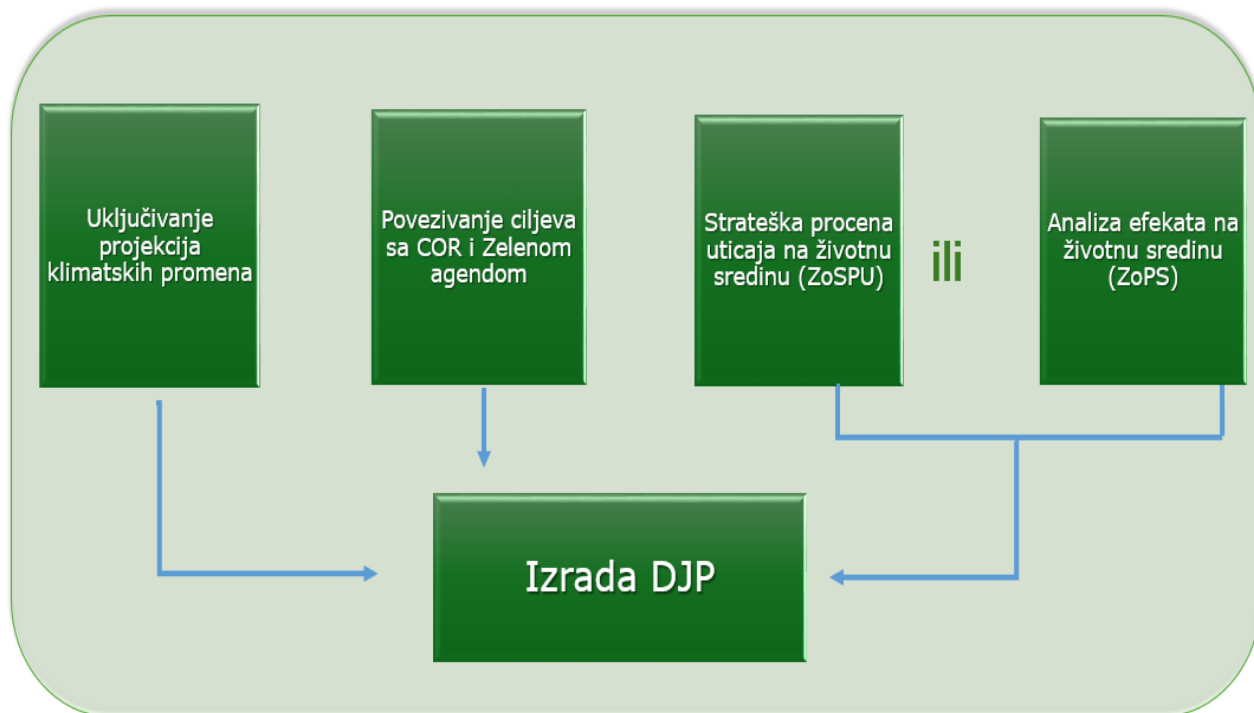 Uključivanje
projekcija
klimatskih promena
Povezivanje ciljeva
sa COR i Zelenom
agendom
Strateška procena
uticaja na životnu
sredinu (ZoSPU)
ili
Analiza efekata na
životnu sredinu
(ZoPS)
Izrada DJP